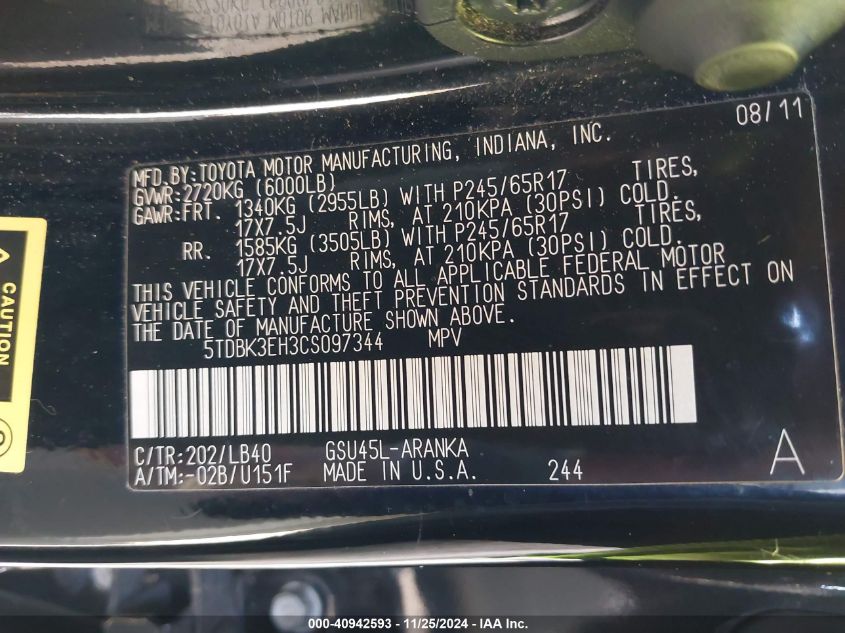 08/11
MFD.BY:TOYOTA MOTOR MANUFACTURING, INDIANA, INC.
GVWR:2720KG (6000LB)
GAWR:FRT. 1340KG (2955LB) WITH P245/65R17 TIRES,
17X7.5J RIMS, AT 210KPA (30PSI) COLD.
RR. 1585KG (3505LB) WITH P245/65R17 TIRES,
17X7.5J RIMS, AT 210KPA (30PSI) COLD.
THIS VEHICLE CONFORMS TO ALL APPLICABLE FEDERAL MOTOR
VEHICLE SAFETY AND THEFT PREVENTION STANDARDS IN EFFECT ON
THE DATE OF MANUFACTURE SHOWN ABOVE.
5TDBK3EH3CS097344 MPV
C/TR:202/LB40 GSU45L-ARANKA
A/TM:-02B/U151F MADE IN U.S.A. 244 A
CAUTION
000-40942593 - 11/25/2024 - IAA Inc.